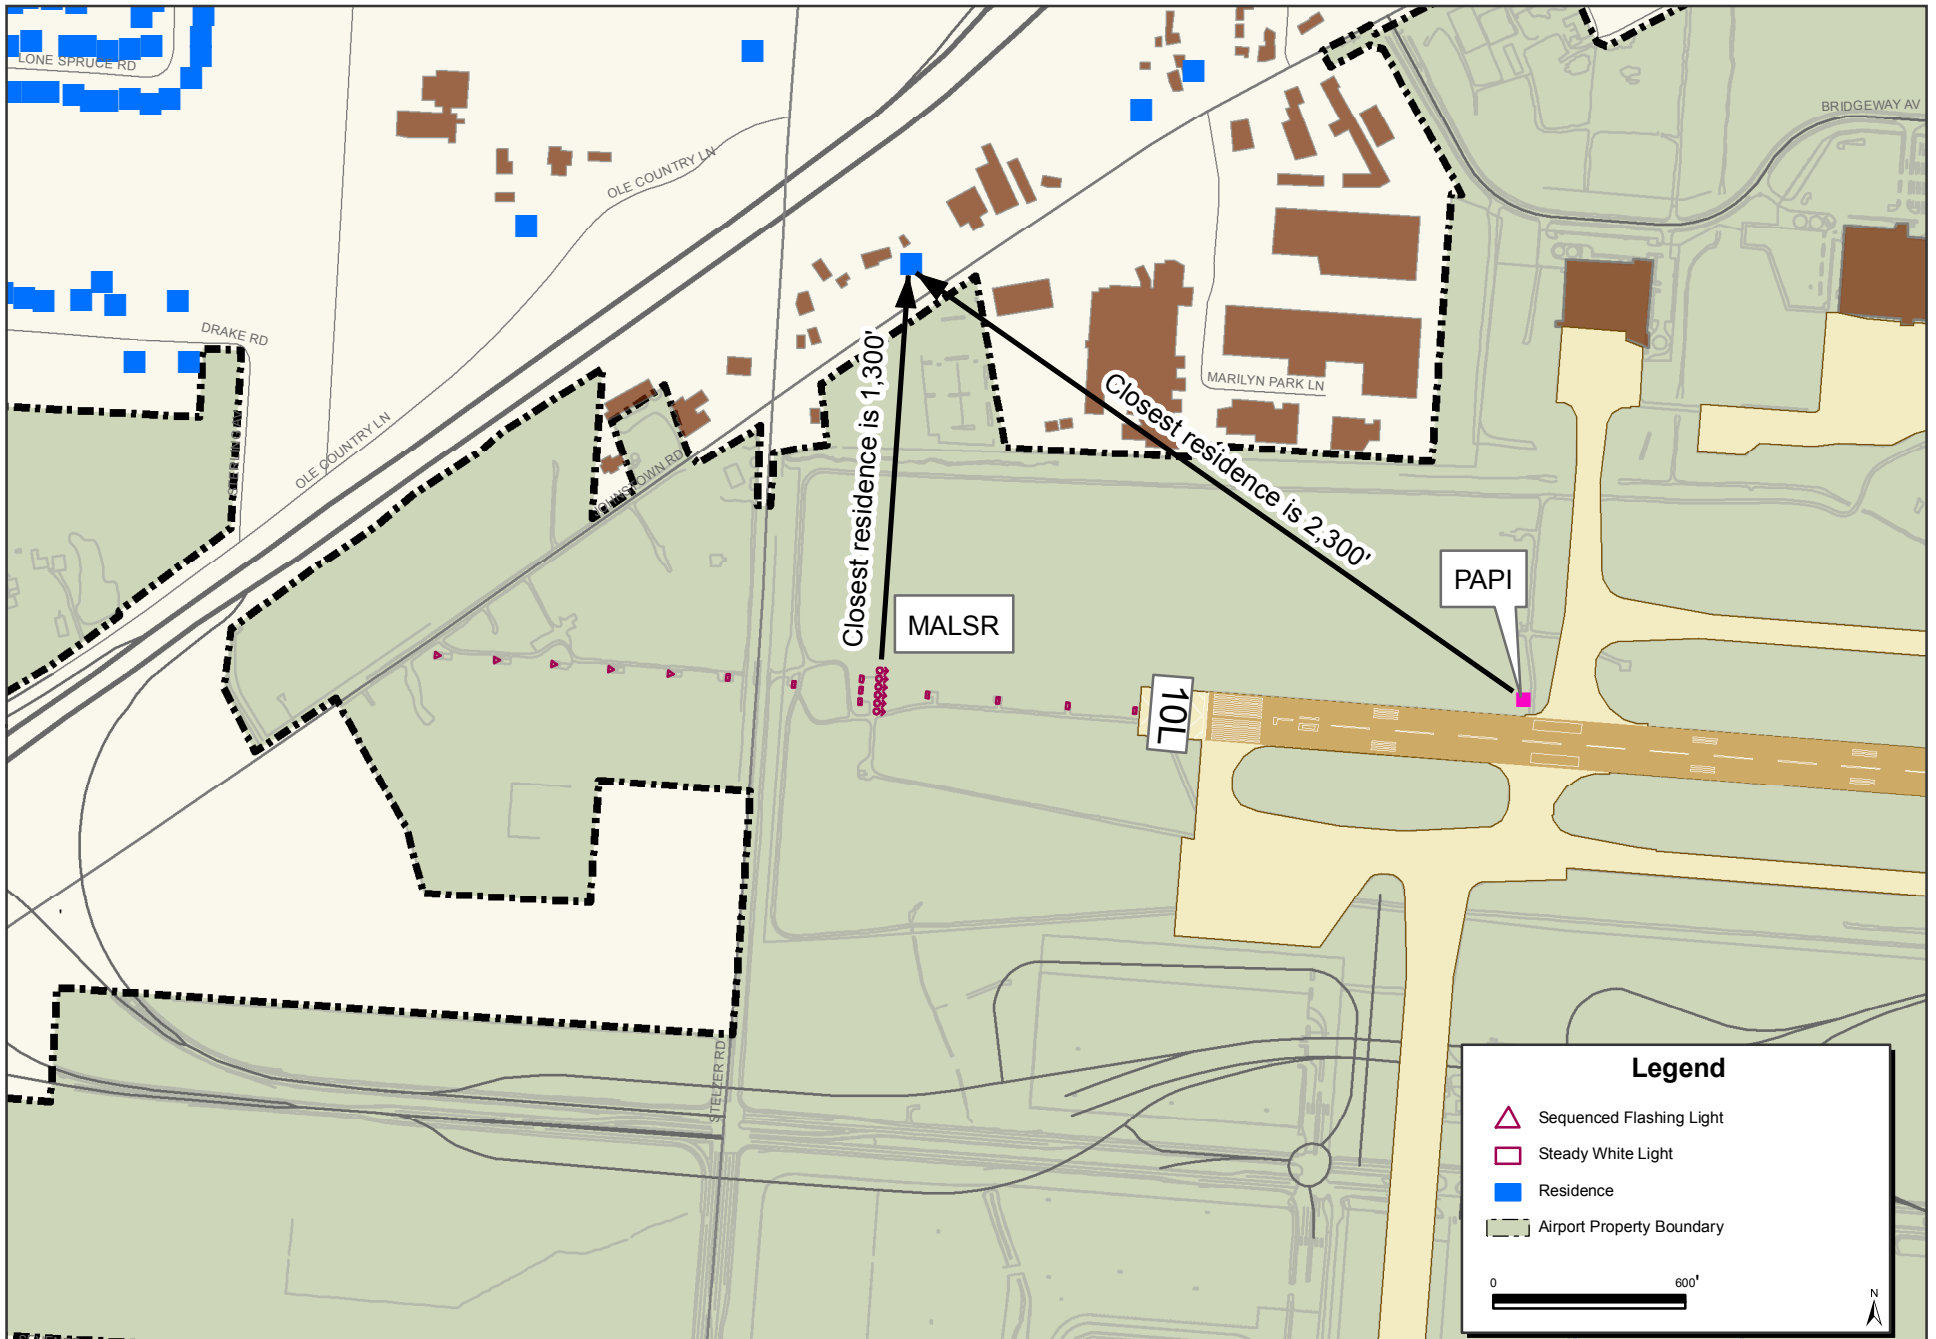 LONE SPRUCE RD
BRIDGEWAY AV
OLE COUNTRY LN
DRAKE RD
MARILYN PARK LN
Closest residence is 1,300'
Closest residence is 2,300'
OLE COUNTRY LN
JOHNSTOWN RD
PAPI
MALSR
10L
STELZER RD
Legend
Sequenced Flashing Light
Steady White Light
Residence
Airport Property Boundary
0 600'
N